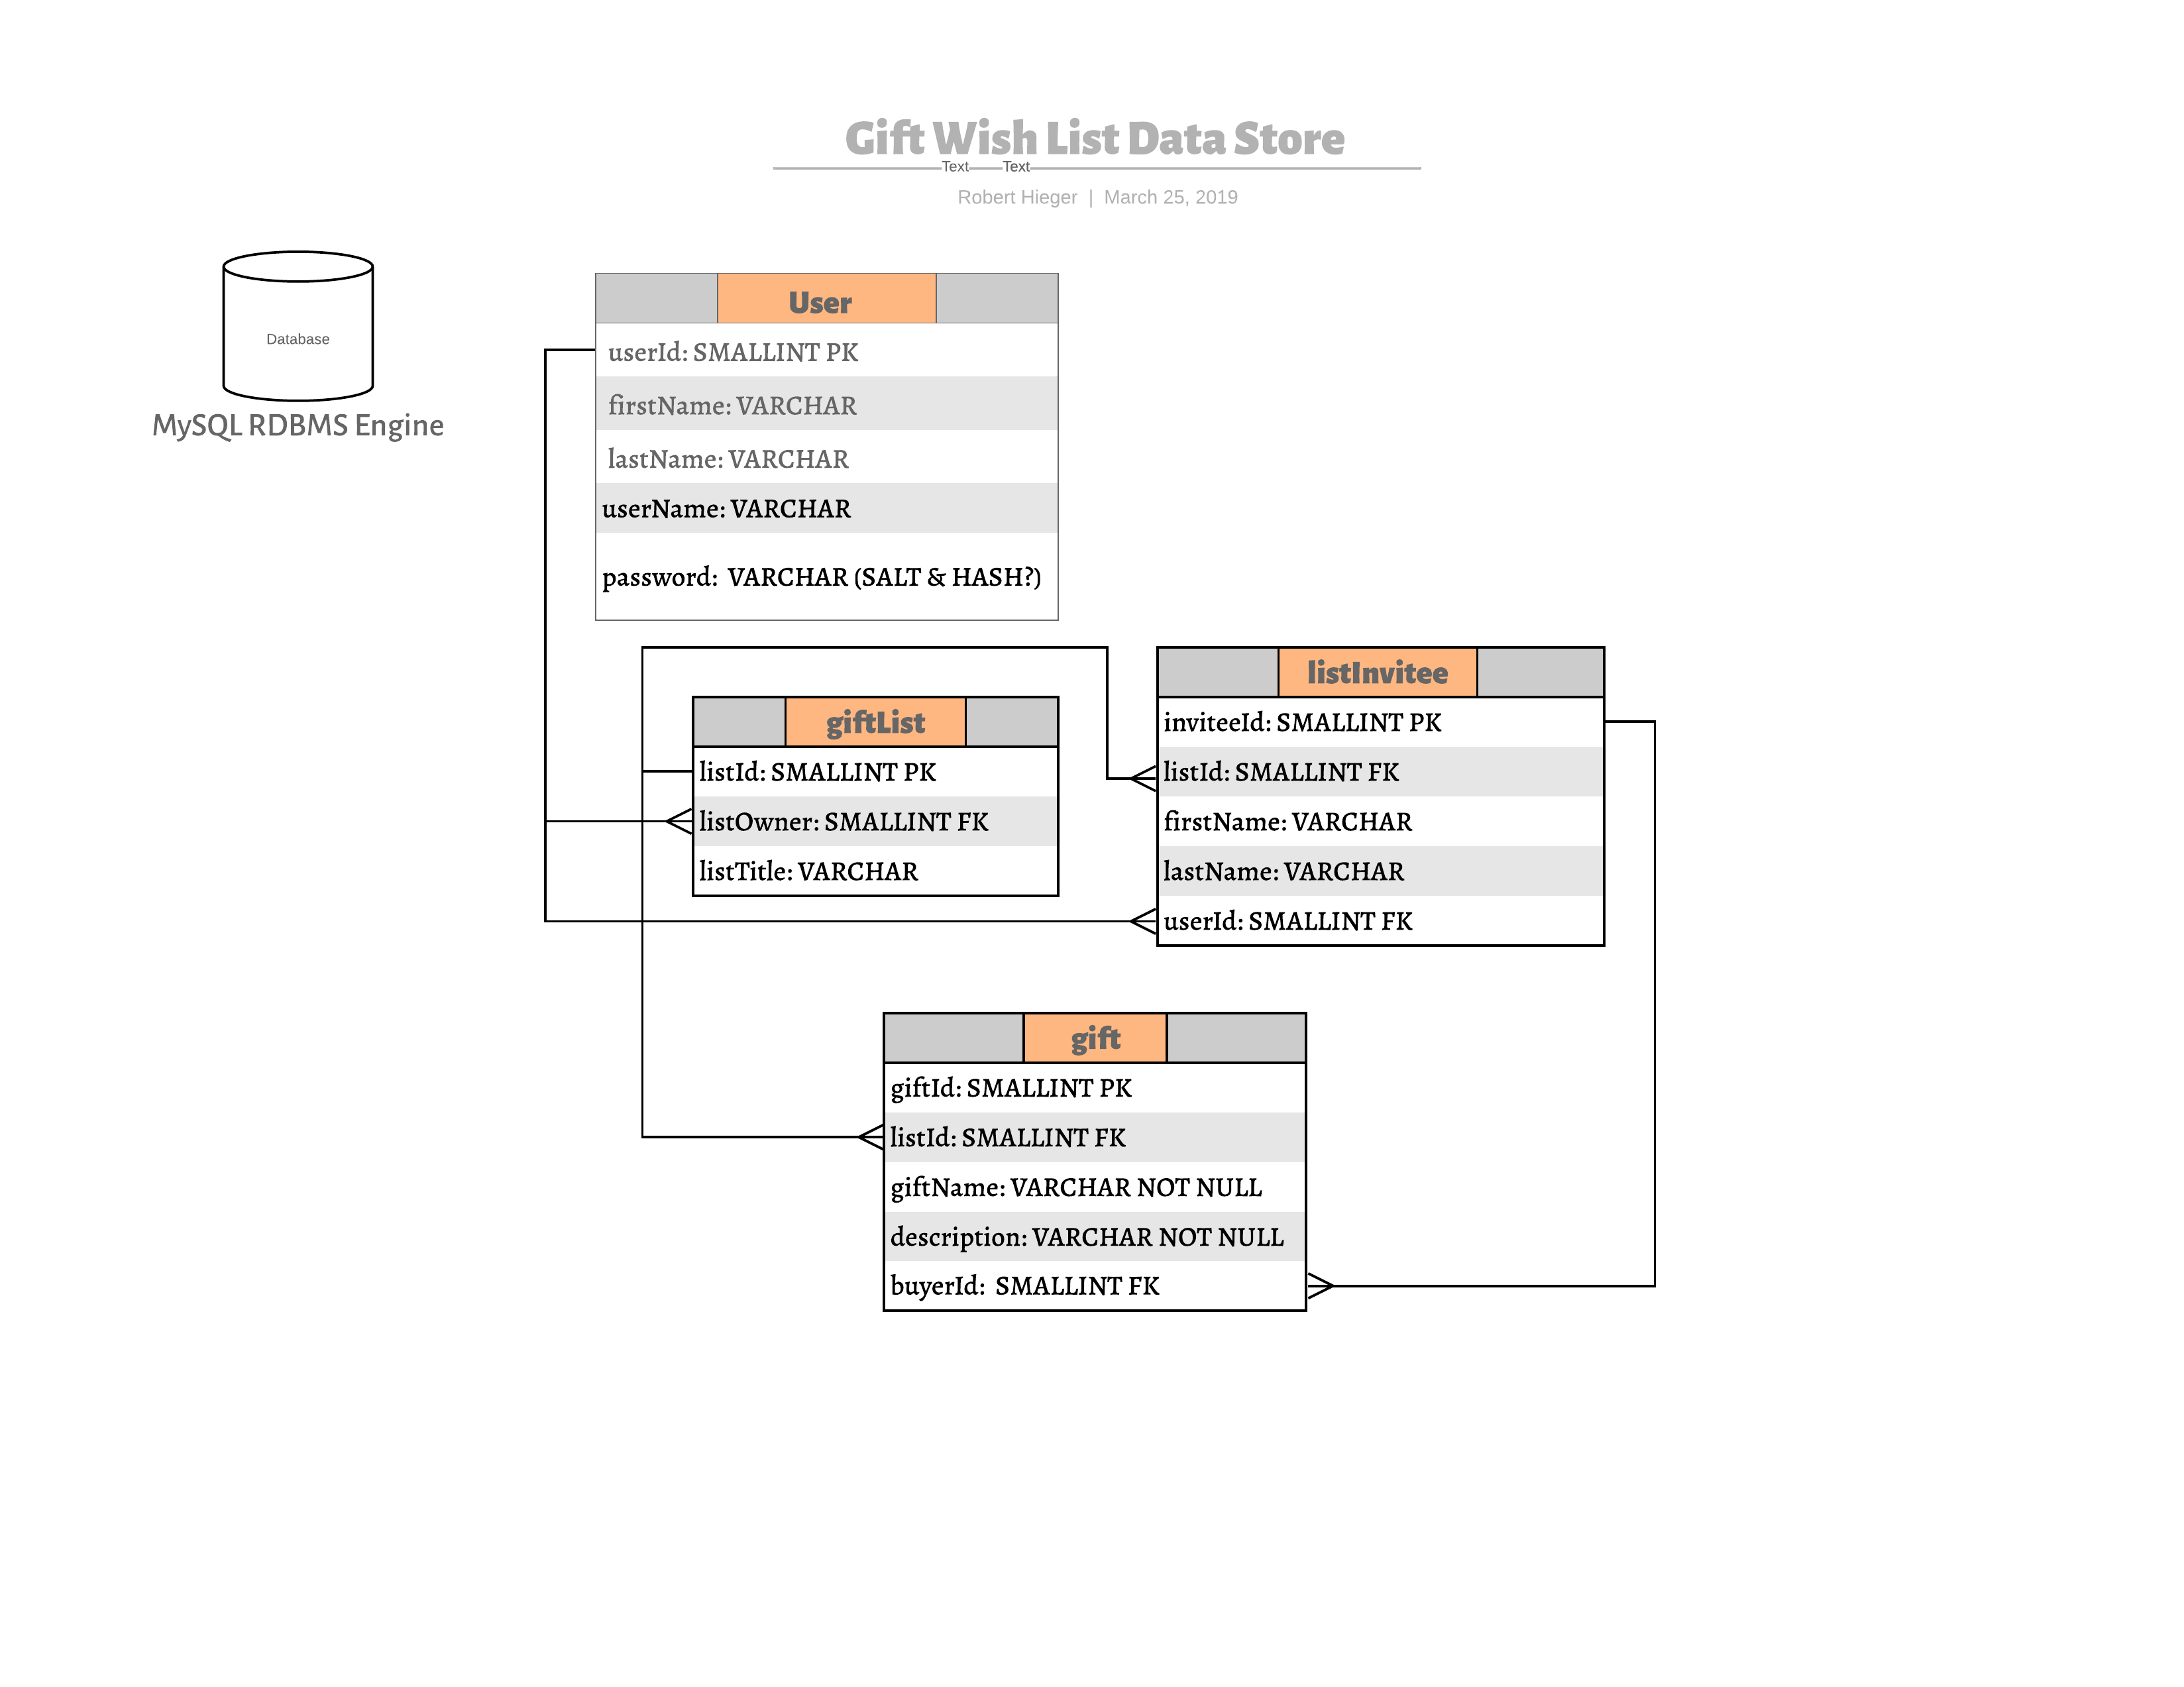 Gift Wish List Data Store
Text Text
Robert Hieger | March 25, 2019
Database
MySQL RDBMS Engine
User
userId: SMALLINT PK
firstName: VARCHAR
lastName: VARCHAR
userName: VARCHAR
password: VARCHAR (SALT & HASH?)
giftList
listId: SMALLINT PK
listOwner: SMALLINT FK
listTitle: VARCHAR
listInvitee
inviteeId: SMALLINT PK
listId: SMALLINT FK
firstName: VARCHAR
lastName: VARCHAR
userId: SMALLINT FK
gift
giftId: SMALLINT PK
listId: SMALLINT FK
giftName: VARCHAR NOT NULL
description: VARCHAR NOT NULL
buyerId: SMALLINT FK